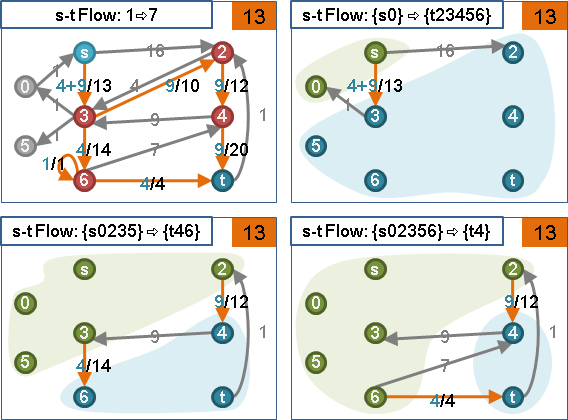 s-t Flow: 1⇨7 13
s 16 2
1 4+9/13 4 9/10 9/12
0
1 3 9 4 1
5
1/1 4/14 7 9/20
6 4/4 t
s-t Flow: {s0} ⇨ {t23456} 13
s 16 2
4+9/13
0
1 3 4
5
6 t
s-t Flow: {s0235} ⇨ {t46} 13
s 2
9/12
0
3 9 4 1
5
4/14
6 t
s-t Flow: {s02356} ⇨ {t4} 13
s 2
9/12
0
3 9 4 1
5
7
6 4/4 t